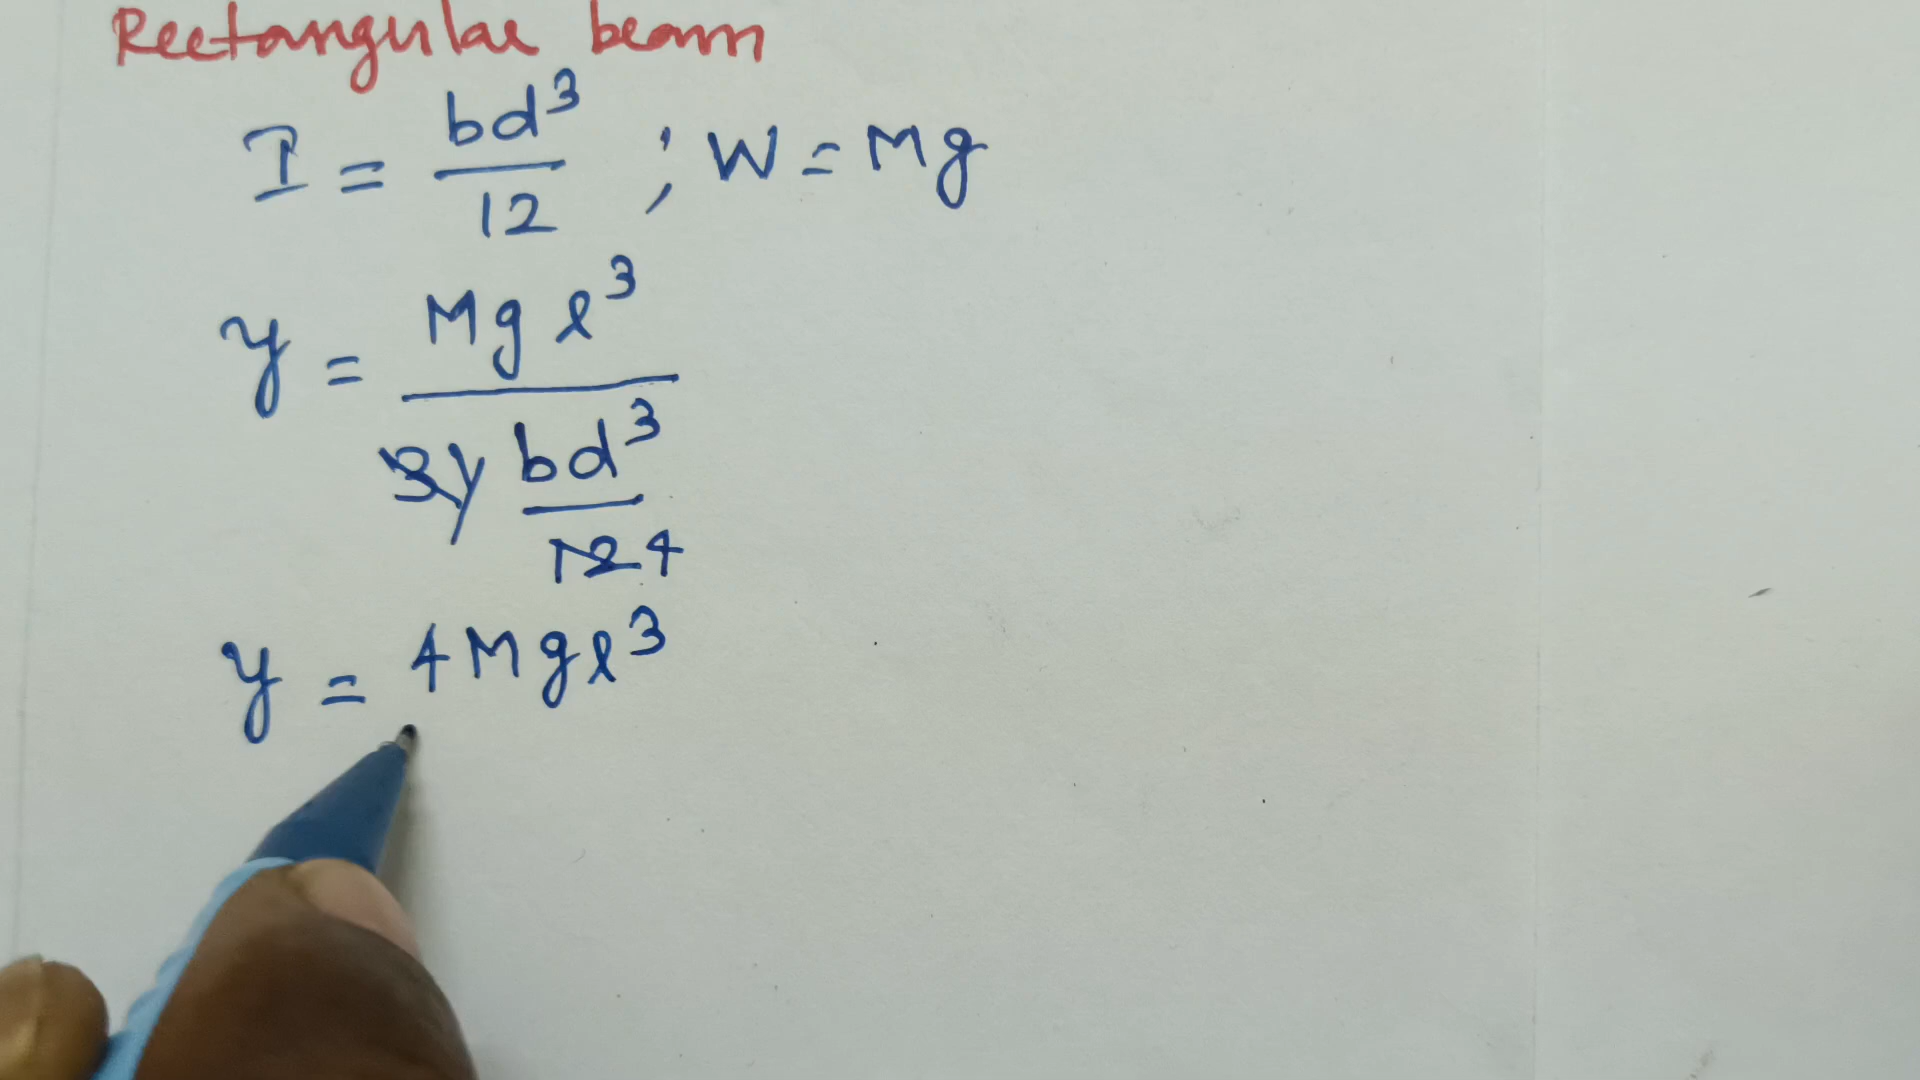 Rectangular beam
I = bd³/12 ; W = Mg
y = Mgl³ / 3Y bd³/12 4
y = 4Mgl³